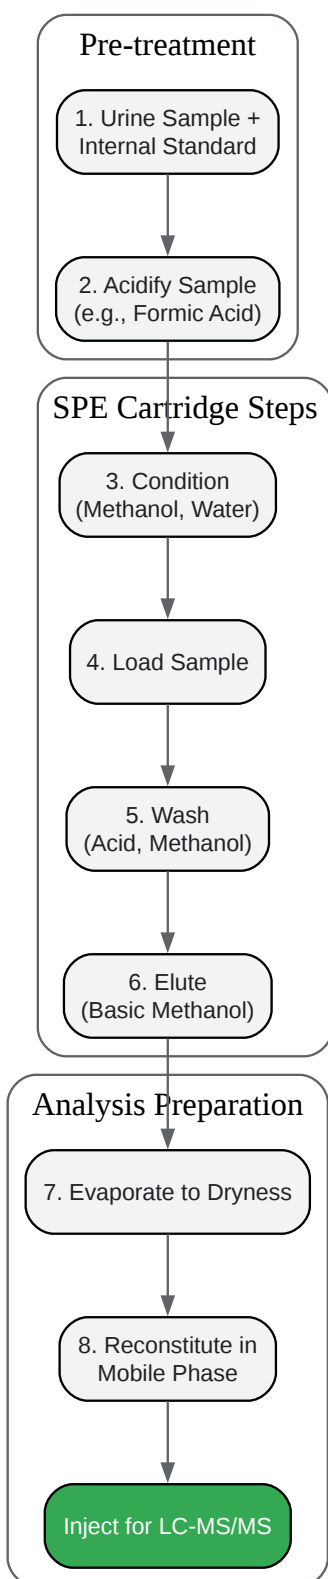 Pre-treatment
1. Urine Sample +
Internal Standard
2. Acidify Sample
(e.g., Formic Acid)
SPE Cartridge Steps
3. Condition
(Methanol, Water)
4. Load Sample
5. Wash
(Acid, Methanol)
6. Elute
(Basic Methanol)
Analysis Preparation
7. Evaporate to Dryness
8. Reconstitute in
Mobile Phase
Inject for LC-MS/MS